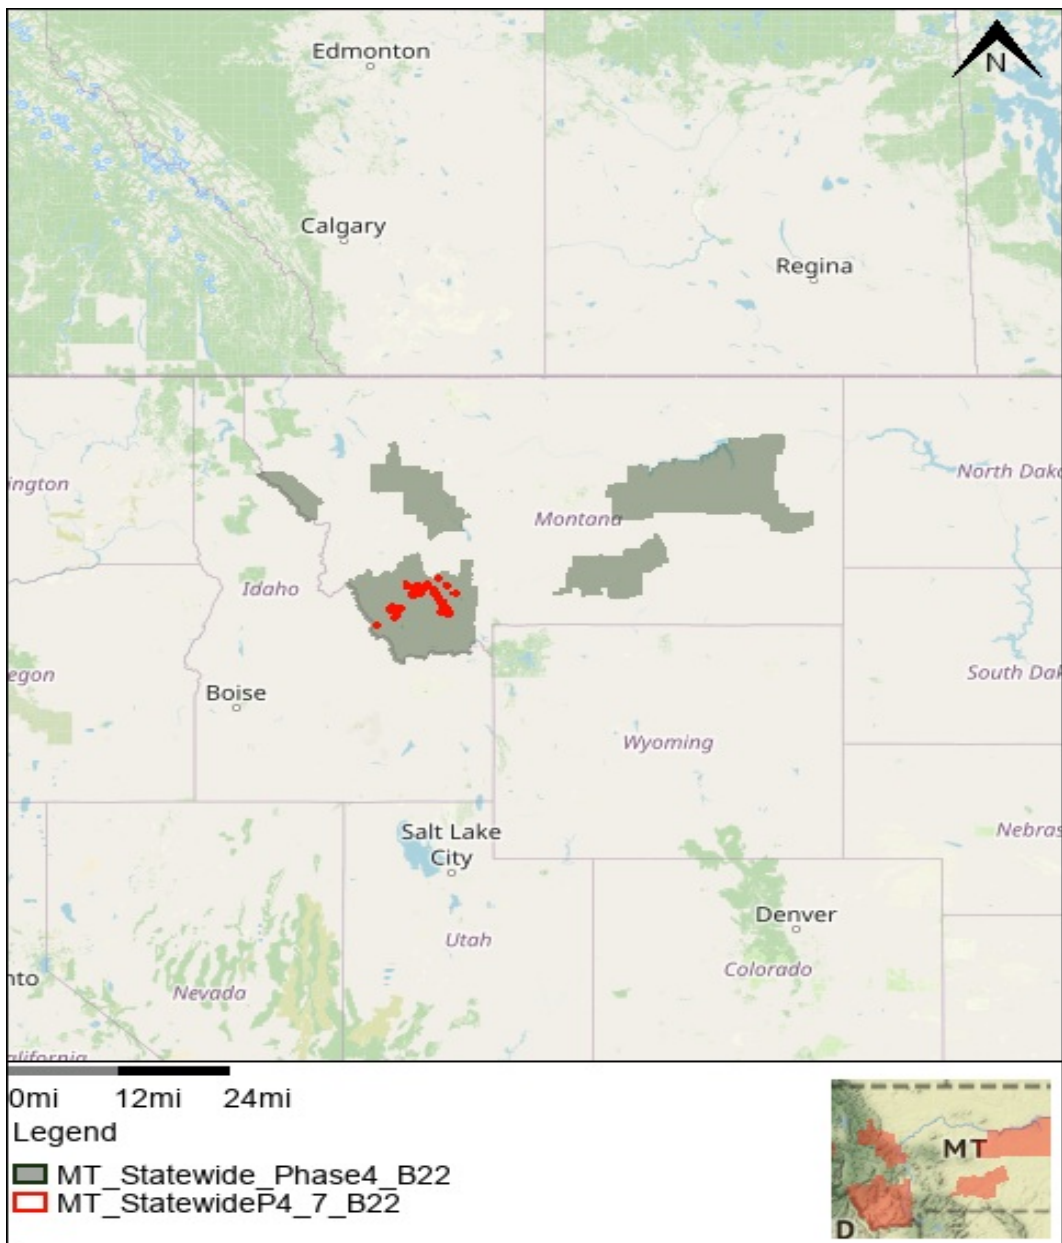 Edmonton
N
Calgary
Regina
ington
North Dako
Montana
Idaho
egon
South Dak
Boise
Wyoming
Salt Lake
City
Nebras
Denver
Utah
Colorado
nto
Nevada
alifornia
0mi 12mi 24mi
Legend
MT_Statewide_Phase4_B22
MT_StatewideP4_7_B22
MT
D